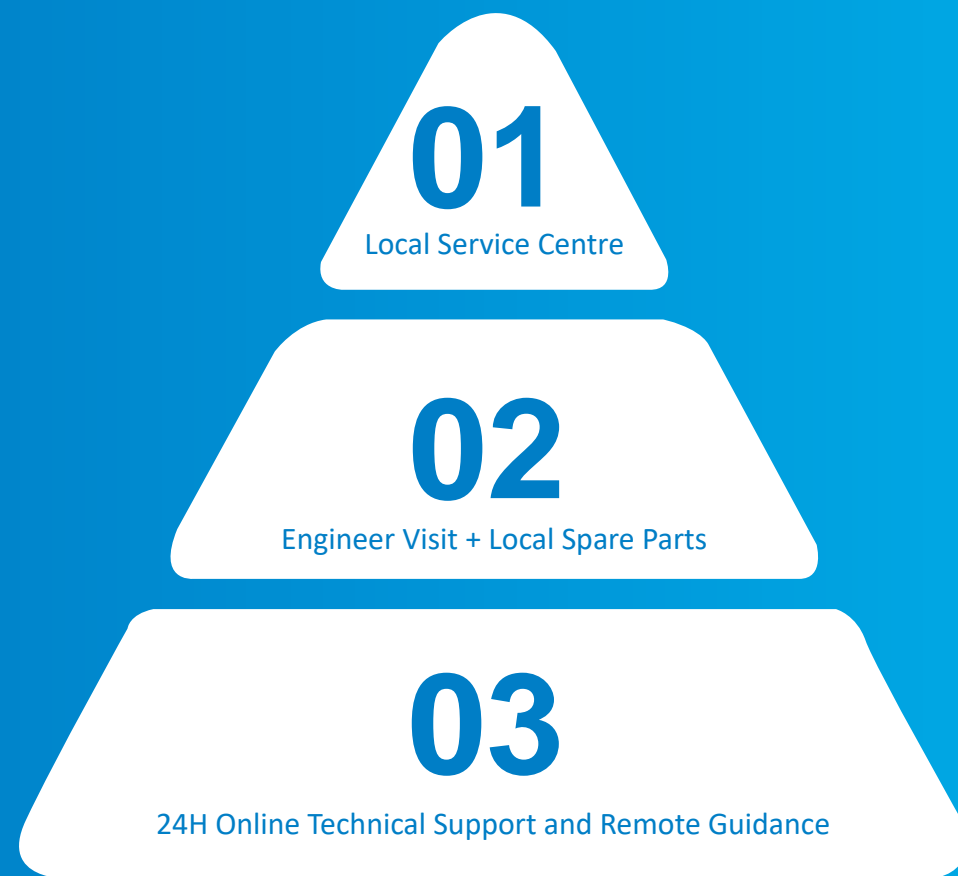 01
Local Service Centre
02
Engineer Visit + Local Spare Parts
03
24H Online Technical Support and Remote Guidance